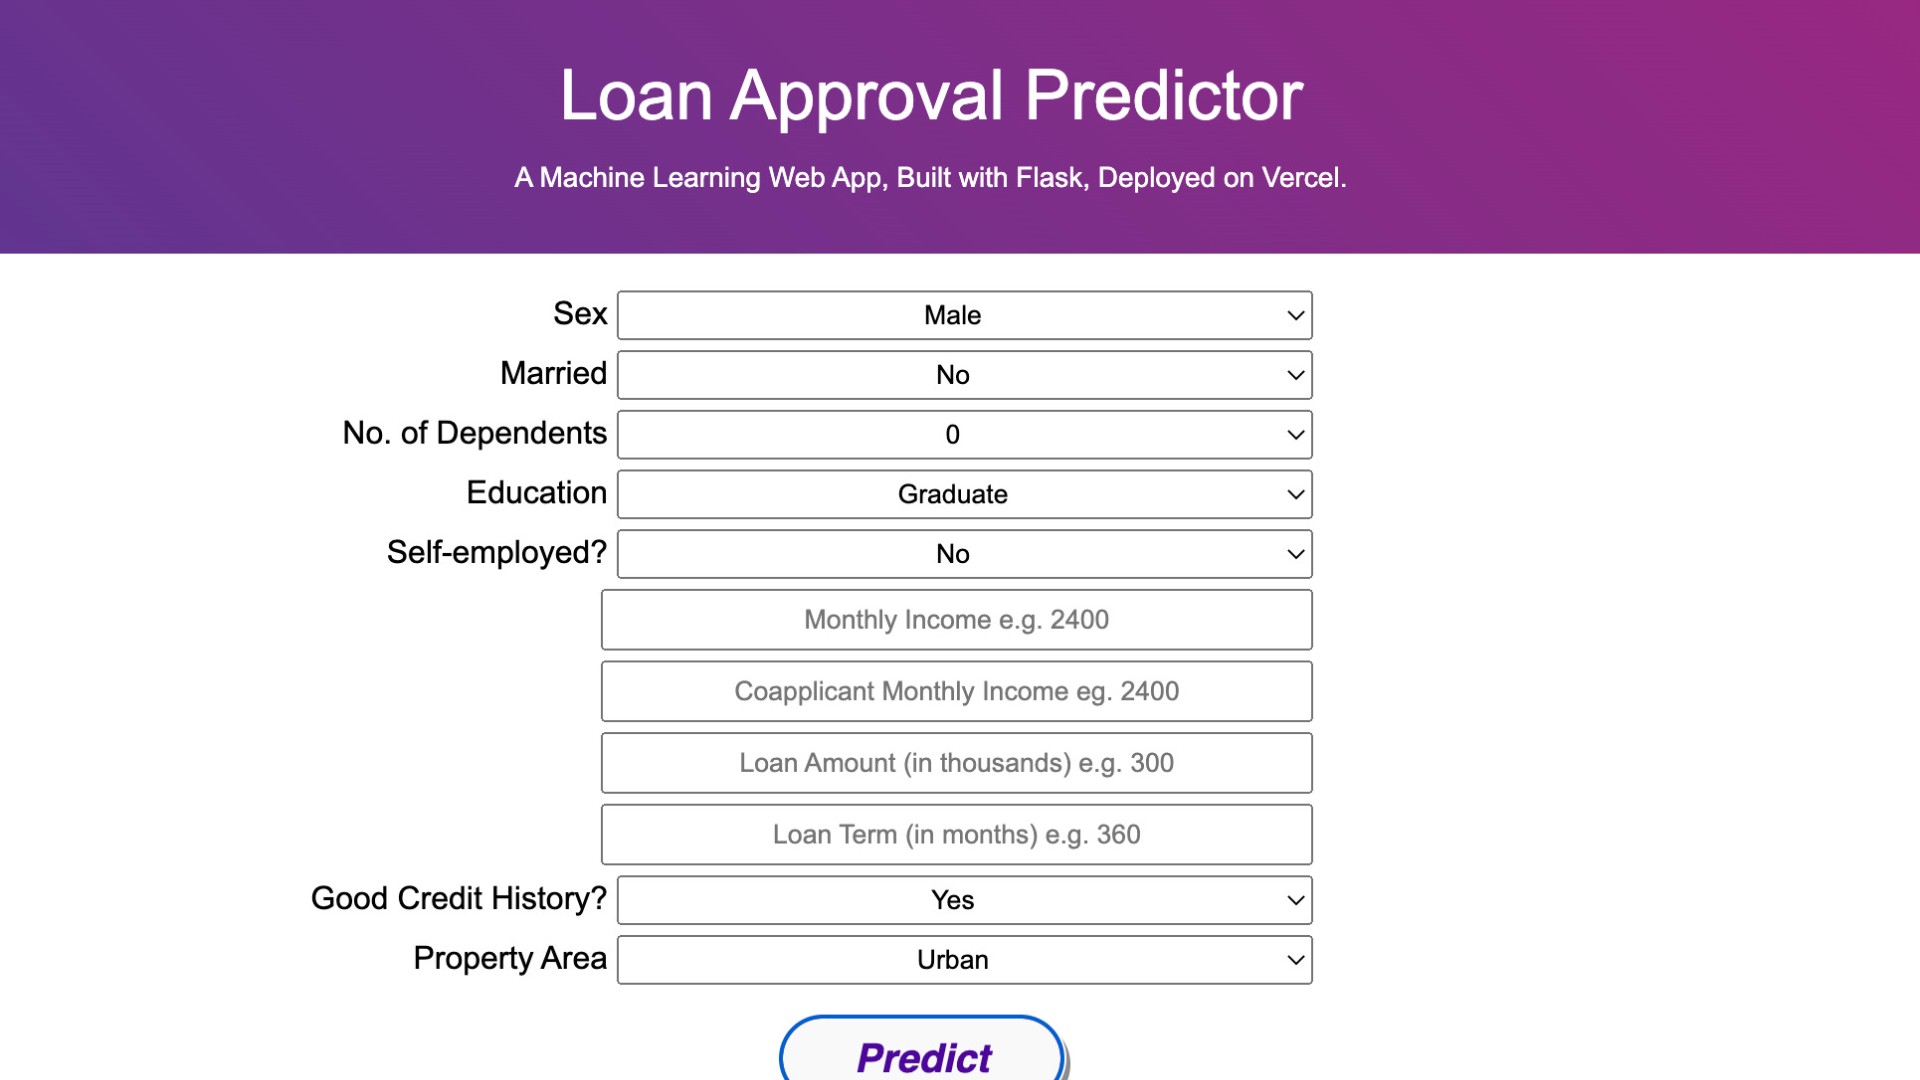 Loan Approval Predictor
A Machine Learning Web App, Built with Flask, Deployed on Vercel.
Sex Male
Married No
No. of Dependents 0
Education Graduate
Self-employed? No
Monthly Income e.g. 2400
Coapplicant Monthly Income eg. 2400
Loan Amount (in thousands) e.g. 300
Loan Term (in months) e.g. 360
Good Credit History? Yes
Property Area Urban
Predict